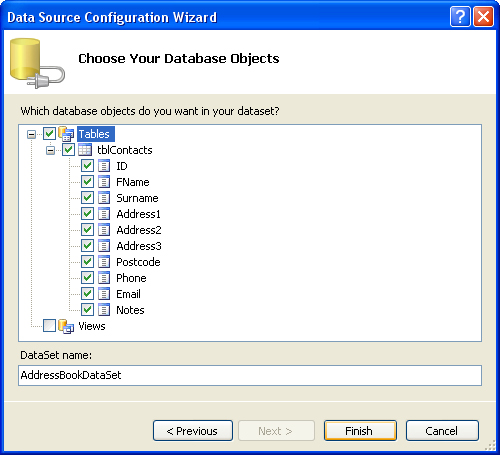 Data Source Configuration Wizard
Choose Your Database Objects
Which database objects do you want in your dataset?
Tables
tblContacts
ID
FName
Surname
Address1
Address2
Address3
Postcode
Phone
Email
Notes
Views
DataSet name:
AddressBookDataSet
< Previous
Next >
Finish
Cancel